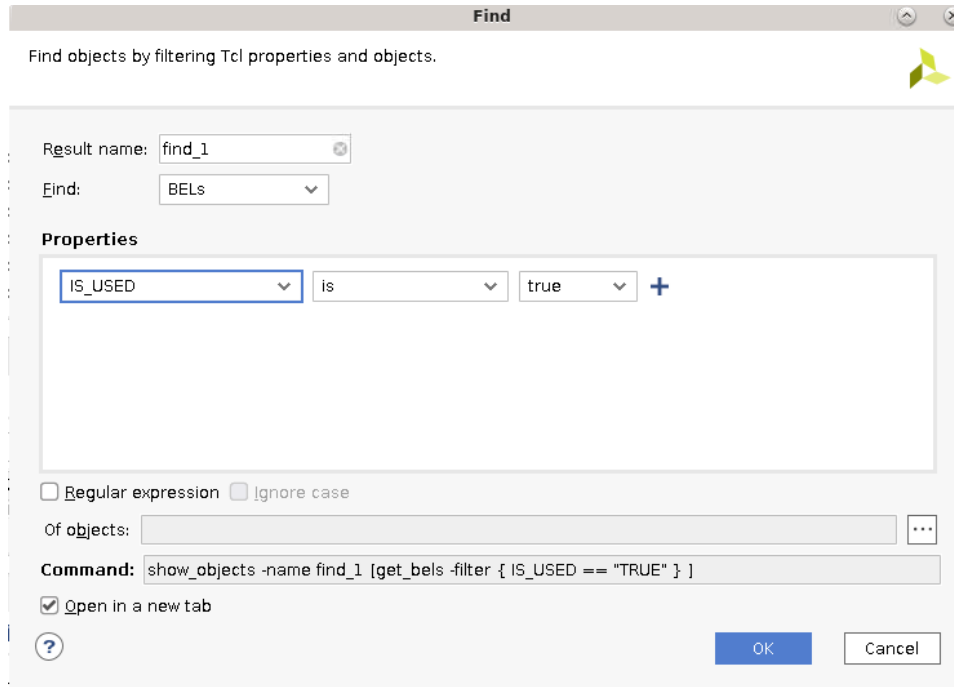 Find
Find objects by filtering Tcl properties and objects.
Result name: find_1
Find: BELs
Properties
IS_USED is true
Regular expression Ignore case
Of objects: ...
Command: show_objects -name find_1 [get_bels -filter { IS_USED == "TRUE" } ]
Open in a new tab
? OK Cancel